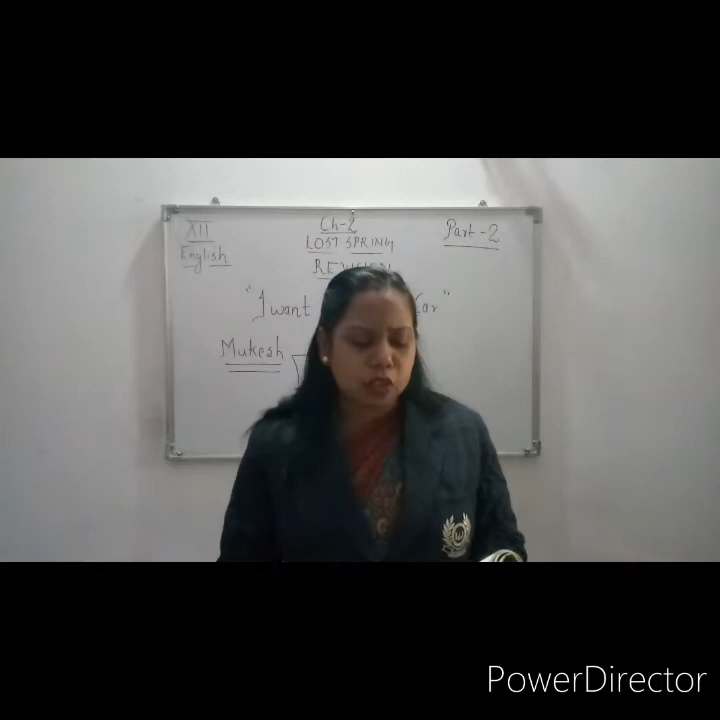 XII
English
Ch-2
LOST SPRING
Part-2
"I want
Car"
Mukesh
PowerDirector